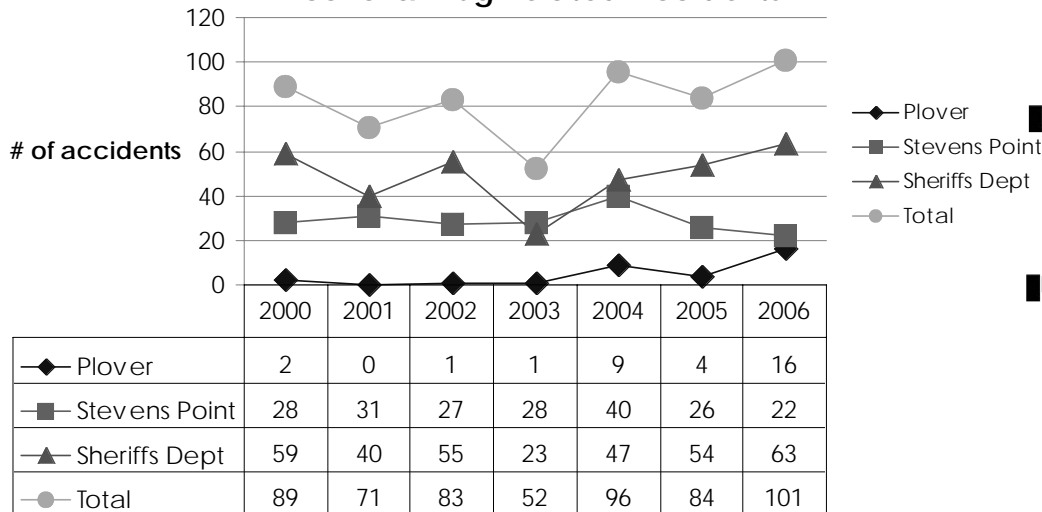 120
100
80
60
40
20
0
# of accidents
Plover
Stevens Point
Sheriffs Dept
Total
2000 2001 2002 2003 2004 2005 2006
Plover 2 0 1 1 9 4 16
Stevens Point 28 31 27 28 40 26 22
Sheriffs Dept 59 40 55 23 47 54 63
Total 89 71 83 52 96 84 101